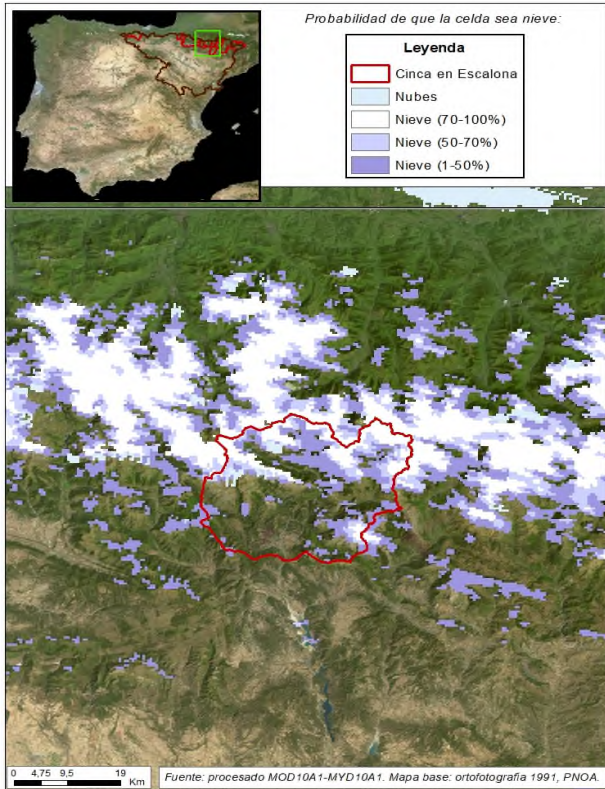 Probabilidad de que la celda sea nieve:
Leyenda
Cinca en Escalona
Nubes
Nieve (70-100%)
Nieve (50-70%)
Nieve (1-50%)
0 4,75 9,5 19
Km
Fuente: procesado MOD10A1-MYD10A1. Mapa base: ortofotografía 1991, PNOA.